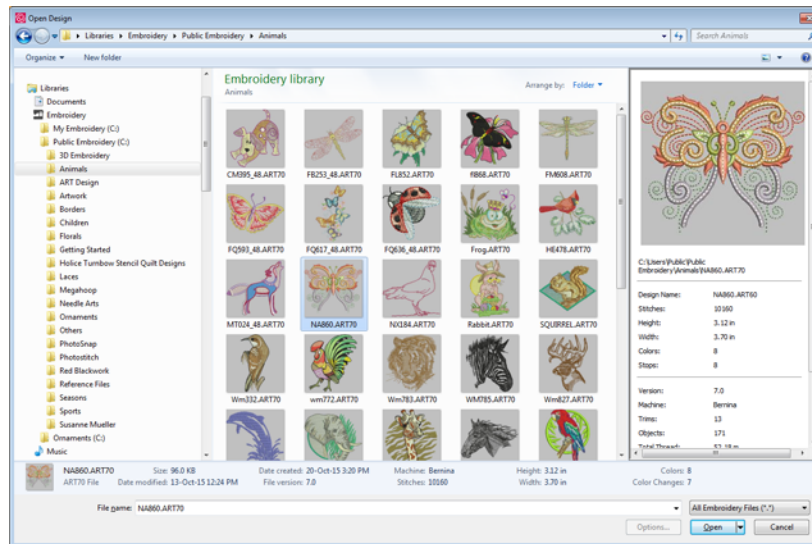 Open Design
Libraries Embroidery Public Embroidery Animals
Search Animals
Organize New folder
Libraries
Documents
Embroidery
My Embroidery (C:)
Public Embroidery (C:)
3D Embroidery
Animals
ART Design
Artwork
Borders
Children
Florals
Getting Started
Holice Turnbow Stencil Quilt Designs
Laces
Megahoop
Needle Arts
Ornaments
Others
PhotoSnap
Photostitch
Red Blackwork
Reference Files
Seasons
Sports
Susanne Mueller
Ornaments (C:)
Music
Embroidery library
Animals
Arrange by: Folder
CM395_48.ART70 FB253_48.ART70 FL852.ART70 fl868.ART70 FM608.ART70
FQ593_48.ART70 FQ617_48.ART70 FQ636_48.ART70 Frog.ART70 HE478.ART70
MT024_48.ART70 NA860.ART70 NX184.ART70 Rabbit.ART70 SQUIRREL.ART70
Wm332.ART70 wm772.ART70 Wm783.ART70 WM785.ART70 Wm827.ART70
C:\Users\Public\Public
Embroidery\Animals\NA860.ART70
Design Name: NA860.ART60
Stitches: 10160
Height: 3.12 in
Width: 3.70 in
Colors: 8
Stops: 8
Version: 7.0
Machine: Bernina
Trims: 13
Objects: 171
Total Thread: 52.19 m
NA860.ART70 Size: 96.0 KB Date created: 20-Oct-15 3:20 PM Machine: Bernina Height: 3.12 in Colors: 8
ART70 File Date modified: 13-Oct-15 12:24 PM File version: 7.0 Stitches: 10160 Width: 3.70 in Color Changes: 7
File name: NA860.ART70 All Embroidery Files (*.*)
Options... Open Cancel